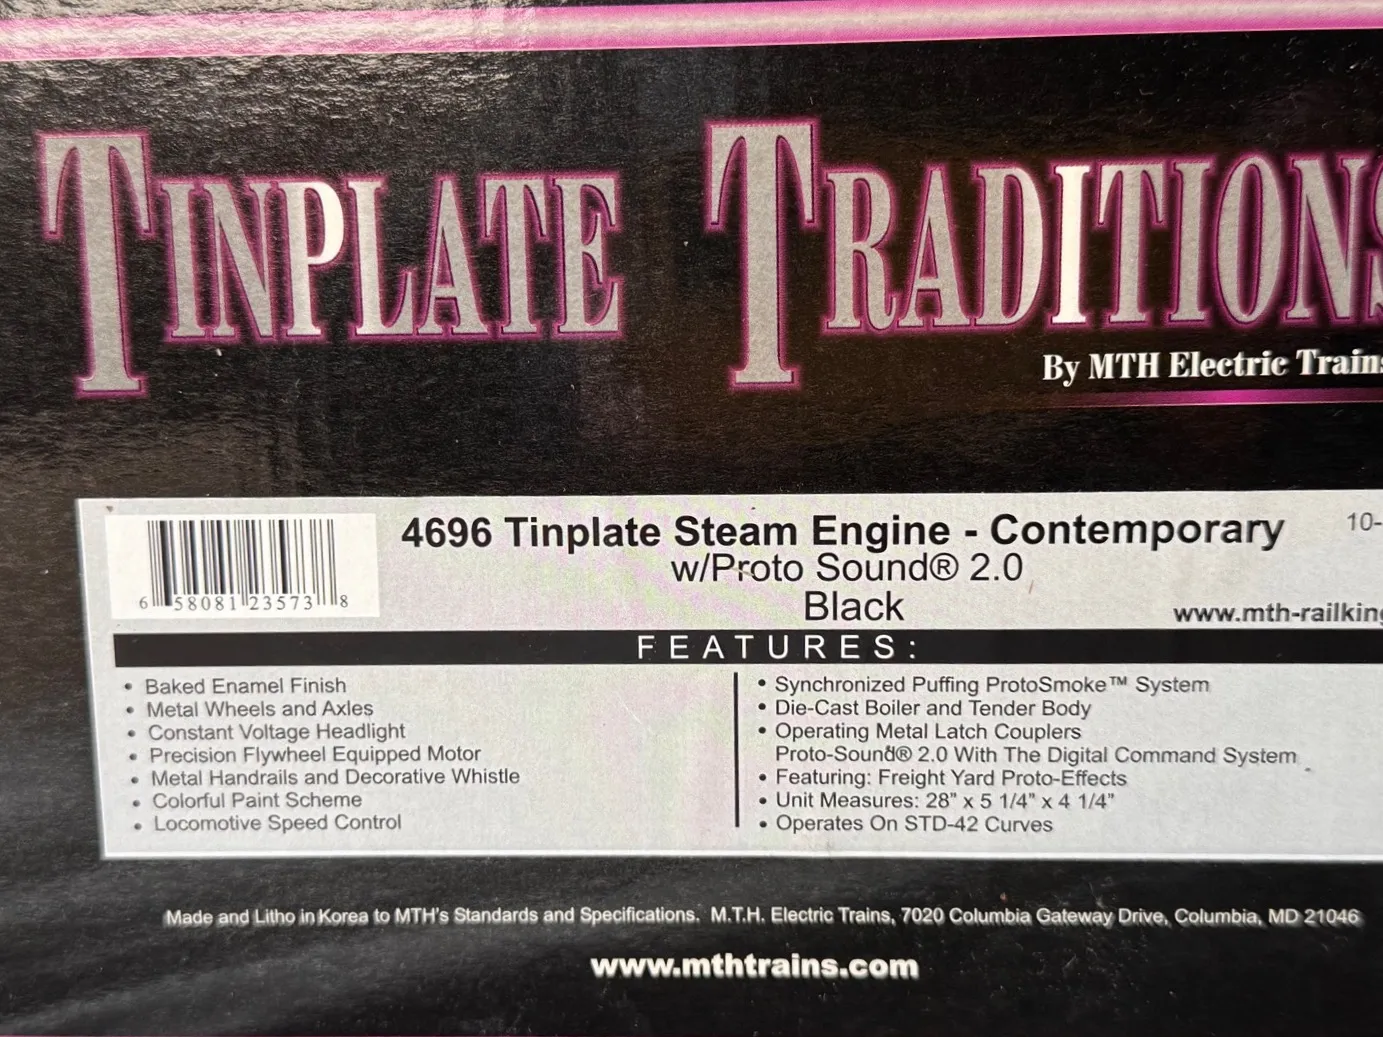 TINPLATE TRADITIONS
By MTH Electric Trains
4696 Tinplate Steam Engine - Contemporary
10-
w/Proto Sound® 2.0
Black
www.mth-railking
6 58081 23573 8
FEATURES:
• Baked Enamel Finish
• Metal Wheels and Axles
• Constant Voltage Headlight
• Precision Flywheel Equipped Motor
• Metal Handrails and Decorative Whistle
• Colorful Paint Scheme
• Locomotive Speed Control
• Synchronized Puffing ProtoSmoke™ System
• Die-Cast Boiler and Tender Body
• Operating Metal Latch Couplers
Proto-Sound® 2.0 With The Digital Command System
• Featuring: Freight Yard Proto-Effects
• Unit Measures: 28" x 5 1/4" x 4 1/4"
• Operates On STD-42 Curves
Made and Litho in Korea to MTH's Standards and Specifications. M.T.H. Electric Trains, 7020 Columbia Gateway Drive, Columbia, MD 21046
www.mthtrains.com